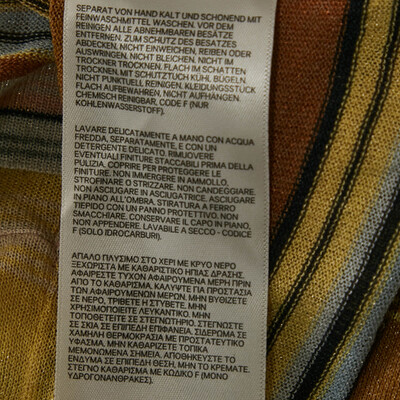 SEPARAT VON HAND KALT UND SCHONEND MIT
FEINWASCHMITTEL WASCHEN. VOR DEM
REINIGEN ALLE ABNEHMBAREN BESÄTZE
ENTFERNEN. ZUM SCHUTZ DES BESATZES
ABDECKEN. NICHT EINWEICHEN, REIBEN ODER
AUSWRINGEN. NICHT BLEICHEN. NICHT IM
TROCKNER TROCKNEN. FLACH IM SCHATTEN
TROCKNEN. MIT SCHUTZTUCH KÜHL BÜGELN.
NICHT PUNKTUELL REINIGEN. KLEIDUNGSSTÜCK
FLACH AUFBEWAHREN. NICHT AUFHÄNGEN.
CHEMISCH REINIGBAR, CODE F (NUR
KOHLENWASSERSTOFF).
LAVARE DELICATAMENTE A MANO CON ACQUA
FREDDA, SEPARATAMENTE, E CON UN
DETERGENTE DELICATO. RIMUOVERE
EVENTUALI FINITURE STACCABILI PRIMA DELLA
PULIZIA. COPRIRE PER PROTEGGERE LE
FINITURE. NON IMMERGERE IN AMMOLLO,
STROFINARE O STRIZZARE. NON CANDEGGIARE.
NON ASCIUGARE IN ASCIUGATRICE. ASCIUGARE
IN PIANO ALL'OMBRA. STIRATURA A FERRO
TIEPIDO CON UN PANNO PROTETTIVO. NON
SMACCHIARE. CONSERVARE IL CAPO IN PIANO,
NON APPENDERE. LAVABILE A SECCO - CODICE
F (SOLO IDROCARBURI).
ΑΠΑΛΟ ΠΛΥΣΙΜΟ ΣΤΟ ΧΕΡΙ ΜΕ ΚΡΥΟ ΝΕΡΟ
ΞΕΧΩΡΙΣΤΑ ΜΕ ΚΑΘΑΡΙΣΤΙΚΟ ΗΠΙΑΣ ΔΡΑΣΗΣ.
ΑΦΑΙΡΕΣΤΕ ΤΥΧΟΝ ΑΦΑΙΡΟΥΜΕΝΑ ΜΕΡΗ ΠΡΙΝ
ΑΠΟ ΤΟ ΚΑΘΑΡΙΣΜΑ. ΚΑΛΥΨΤΕ ΓΙΑ ΠΡΟΣΤΑΣΙΑ
ΤΩΝ ΑΦΑΙΡΟΥΜΕΝΩΝ ΜΕΡΩΝ. ΜΗΝ ΒΥΘΙΖΕΤΕ
ΣΕ ΝΕΡΟ, ΤΡΙΒΕΤΕ Ή ΣΤΥΒΕΤΕ. ΜΗΝ
ΧΡΗΣΙΜΟΠΟΙΕΙΤΕ ΛΕΥΚΑΝΤΙΚΟ. ΜΗΝ
ΤΟΠΟΘΕΤΕΙΤΕ ΣΕ ΣΤΕΓΝΩΤΗΡΙΟ. ΣΤΕΓΝΩΣΤΕ
ΣΕ ΣΚΙΑ ΣΕ ΕΠΙΠΕΔΗ ΕΠΙΦΑΝΕΙΑ. ΣΙΔΕΡΩΜΑ ΣΕ
ΧΑΜΗΛΗ ΘΕΡΜΟΚΡΑΣΙΑ ΜΕ ΠΡΟΣΤΑΤΕΥΤΙΚΟ
ΥΦΑΣΜΑ. ΜΗΝ ΚΑΘΑΡΙΖΕΤΕ ΤΟΠΙΚΑ
ΜΕΜΟΝΩΜΕΝΑ ΣΗΜΕΙΑ. ΑΠΟΘΗΚΕΥΣΤΕ ΤΟ
ΕΝΔΥΜΑ ΣΕ ΕΠΙΠΕΔΗ ΘΕΣΗ, ΜΗΝ ΤΟ ΚΡΕΜΑΤΕ.
ΣΤΕΓΝΟ ΚΑΘΑΡΙΣΜΑ ΜΕ ΚΩΔΙΚΟ F (ΜΟΝΟ
ΥΔΡΟΓΟΝΑΝΘΡΑΚΕΣ).